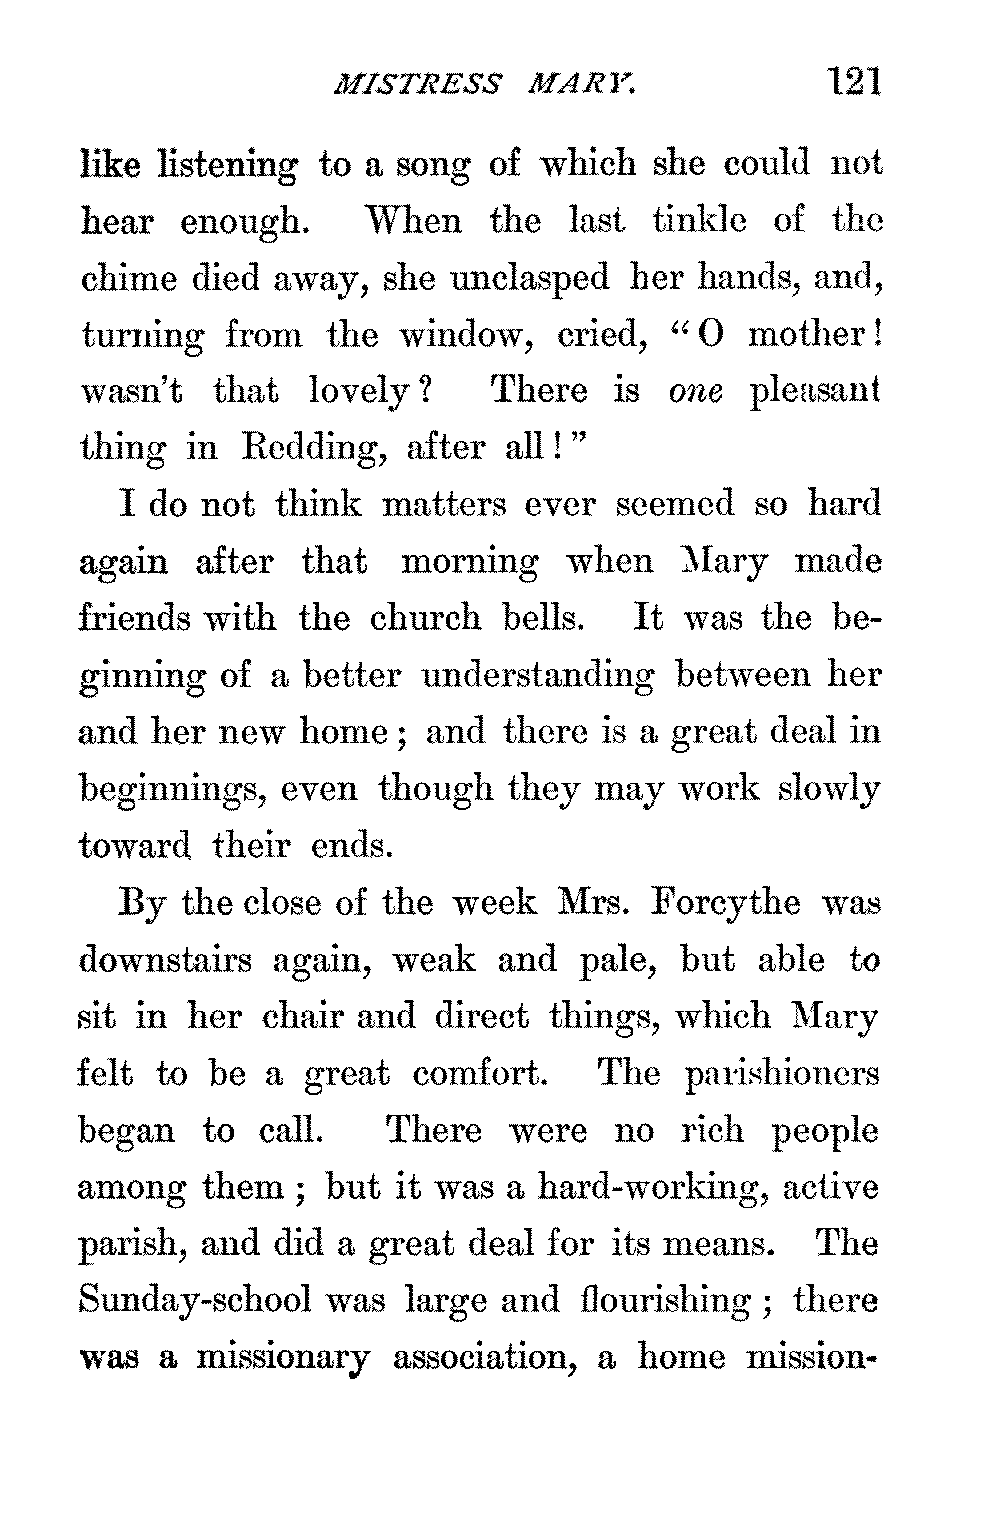 MISTRESS MARY. 121
like listening to a song of which she could not
hear enough. When the last tinkle of the
chime died away, she unclasped her hands, and,
turning from the window, cried, “O mother!
wasn't that lovely? There is one pleasant
thing in Redding, after all!”
I do not think matters ever seemed so hard
again after that morning when Mary made
friends with the church bells. It was the be-
ginning of a better understanding between her
and her new home; and there is a great deal in
beginnings, even though they may work slowly
toward their ends.
By the close of the week Mrs. Forcythe was
downstairs again, weak and pale, but able to
sit in her chair and direct things, which Mary
felt to be a great comfort. The parishioners
began to call. There were no rich people
among them; but it was a hard-working, active
parish, and did a great deal for its means. The
Sunday-school was large and flourishing; there
was a missionary association, a home mission-